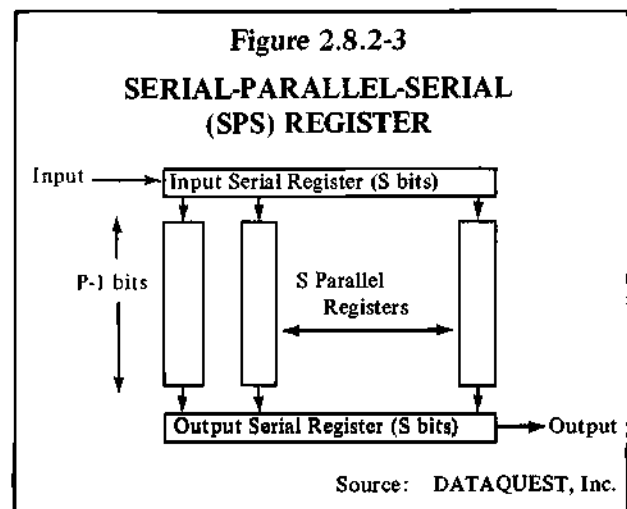 Figure 2.8.2-3
SERIAL-PARALLEL-SERIAL
(SPS) REGISTER
Input
Input Serial Register (S bits)
P-1 bits
S Parallel
Registers
Output Serial Register (S bits)
Output
Source: DATAQUEST, Inc.